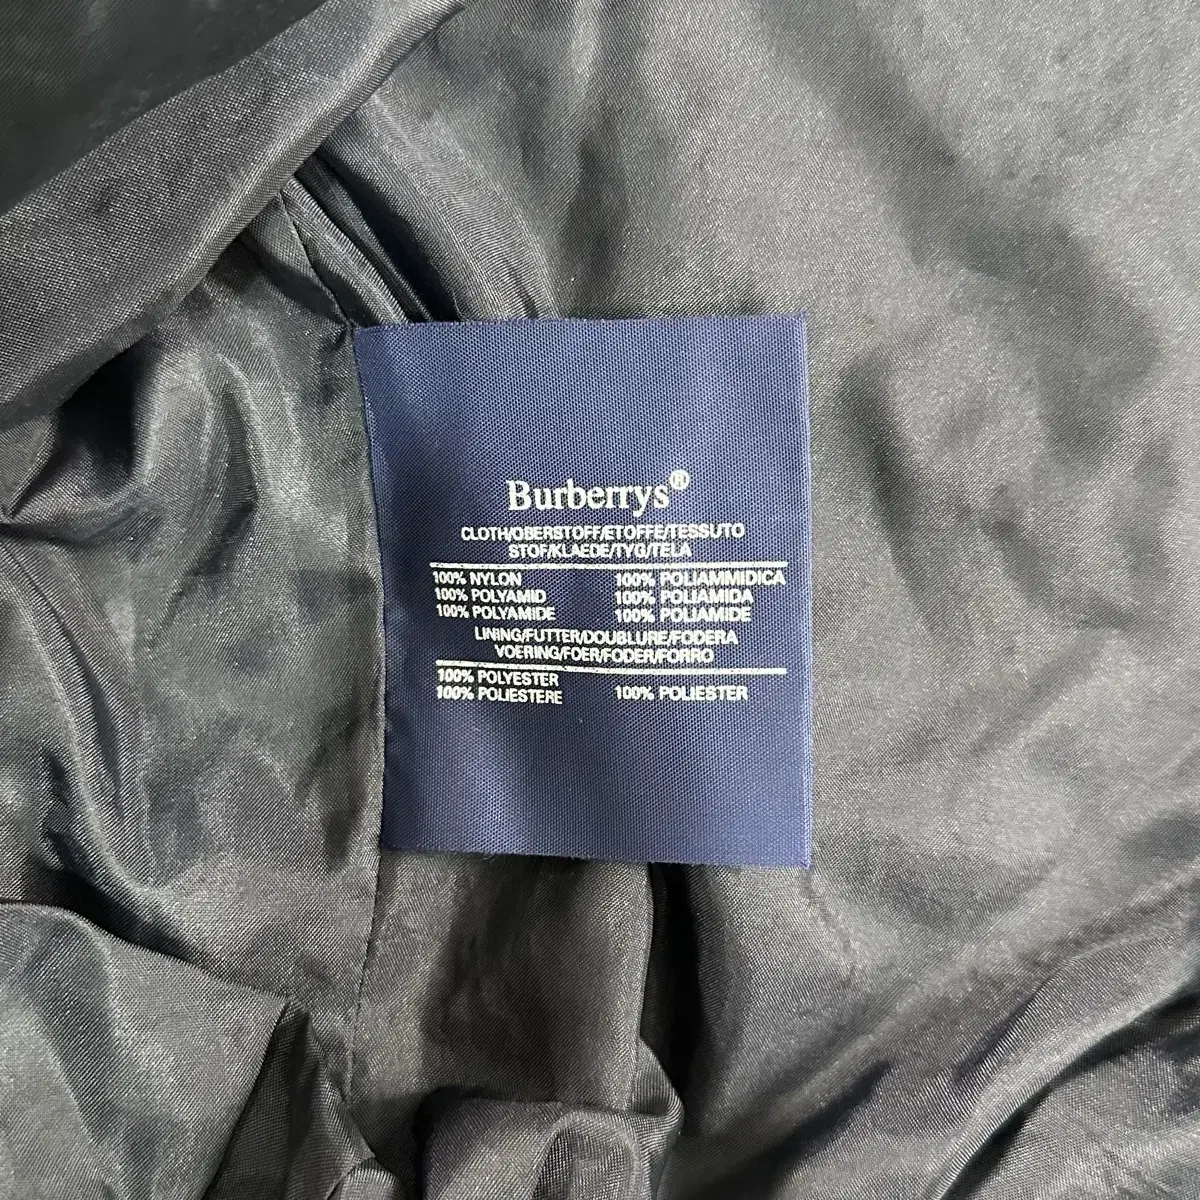 Burberrys®
CLOTH/OBERSTOFF/ETOFFE/TESSUTO
STOF/KLAEDE/TYG/TELA
100% NYLON 100% POLIAMMIDICA
100% POLYAMID 100% POLIAMIDA
100% POLYAMIDE 100% POLIAMIDE
LINING/FUTTER/DOUBLURE/FODERA
VOERING/FOER/FODER/FORRO
100% POLYESTER
100% POLIESTERE 100% POLIESTER